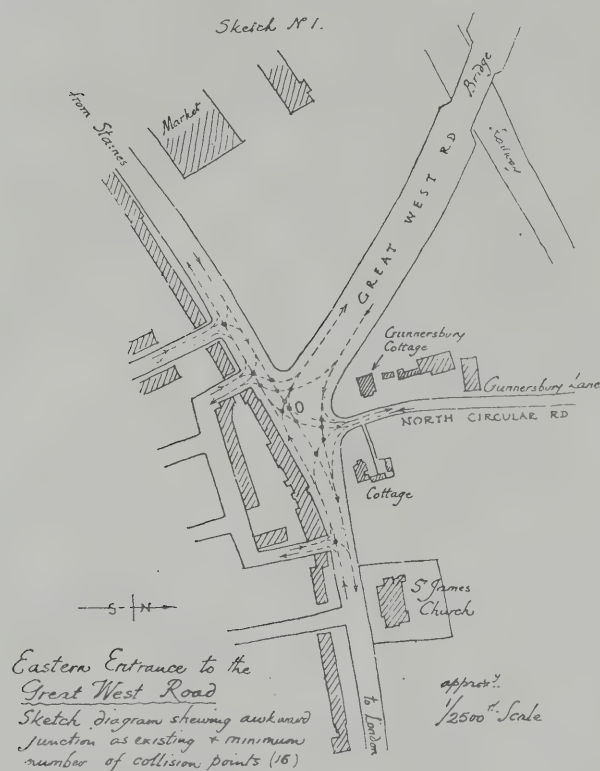 Sketch Nº 1.
Bridge
from Staines
Market
Railway
GREAT WEST RD
Gunnersbury
Cottage
Gunnersbury Lane
NORTH CIRCULAR RD
Cottage
St James
Church
S N
Eastern Entrance to the
Great West Road
Sketch diagram shewing awkward
junction as existing + minimum
number of collision points (16)
approxy.
1/2500th Scale
to London